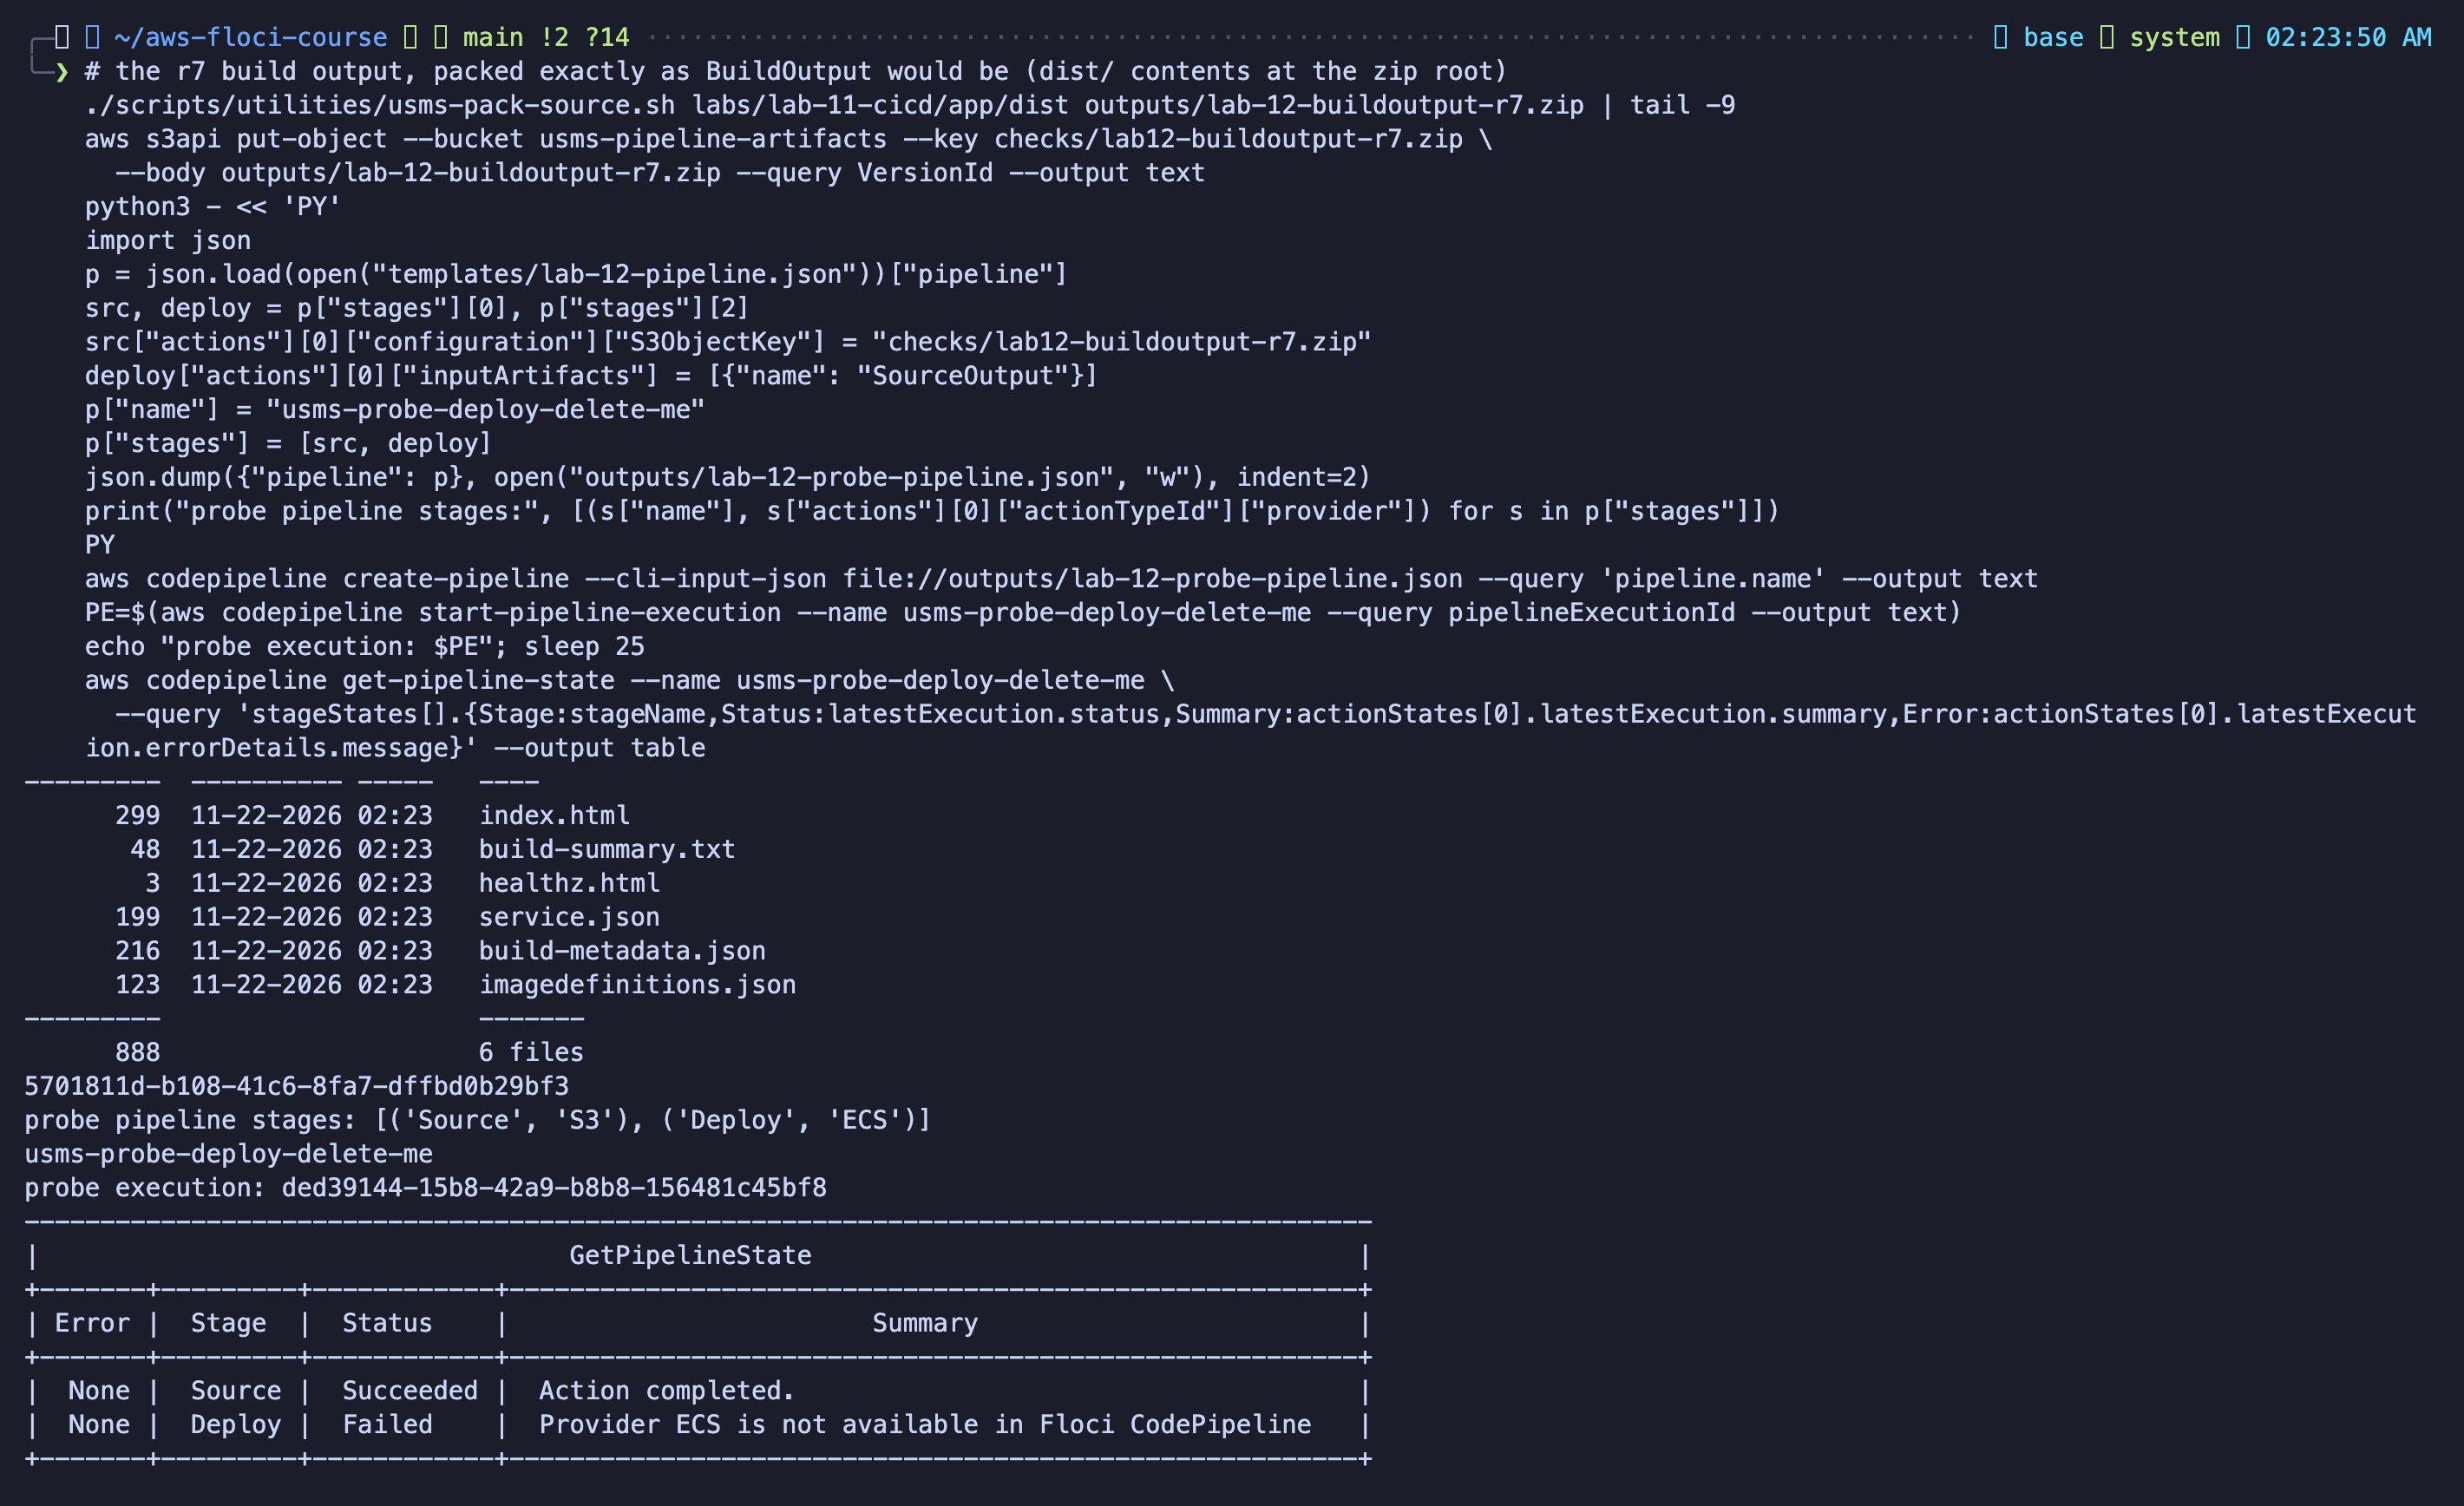 ~/aws-floci-course main !2 ?14 base system 02:23:50 AM
❯ # the r7 build output, packed exactly as BuildOutput would be (dist/ contents at the zip root)
./scripts/utilities/usms-pack-source.sh labs/lab-11-cicd/app/dist outputs/lab-12-buildoutput-r7.zip | tail -9
aws s3api put-object --bucket usms-pipeline-artifacts --key checks/lab12-buildoutput-r7.zip \
--body outputs/lab-12-buildoutput-r7.zip --query VersionId --output text
python3 - << 'PY'
import json
p = json.load(open("templates/lab-12-pipeline.json"))["pipeline"]
src, deploy = p["stages"][0], p["stages"][2]
src["actions"][0]["configuration"]["S3ObjectKey"] = "checks/lab12-buildoutput-r7.zip"
deploy["actions"][0]["inputArtifacts"] = [{"name": "SourceOutput"}]
p["name"] = "usms-probe-deploy-delete-me"
p["stages"] = [src, deploy]
json.dump({"pipeline": p}, open("outputs/lab-12-probe-pipeline.json", "w"), indent=2)
print("probe pipeline stages:", [(s["name"], s["actions"][0]["actionTypeId"]["provider"]) for s in p["stages"]])
PY
aws codepipeline create-pipeline --cli-input-json file://outputs/lab-12-probe-pipeline.json --query 'pipeline.name' --output text
PE=$(aws codepipeline start-pipeline-execution --name usms-probe-deploy-delete-me --query pipelineExecutionId --output text)
echo "probe execution: $PE"; sleep 25
aws codepipeline get-pipeline-state --name usms-probe-deploy-delete-me \
--query 'stageStates[].{Stage:stageName,Status:latestExecution.status,Summary:actionStates[0].latestExecution.summary,Error:actionStates[0].latestExecut
ion.errorDetails.message}' --output table
--------- ---------- ----- ----
299 11-22-2026 02:23 index.html
48 11-22-2026 02:23 build-summary.txt
3 11-22-2026 02:23 healthz.html
199 11-22-2026 02:23 service.json
216 11-22-2026 02:23 build-metadata.json
123 11-22-2026 02:23 imagedefinitions.json
--------- -------
888 6 files
5701811d-b108-41c6-8fa7-dffbd0b29bf3
probe pipeline stages: [('Source', 'S3'), ('Deploy', 'ECS')]
usms-probe-deploy-delete-me
probe execution: ded39144-15b8-42a9-b8b8-156481c45bf8
-----------------------------------------------------------------------------------------
| GetPipelineState |
+-------+---------+------------+--------------------------------------------------------+
| Error | Stage | Status | Summary |
+-------+---------+------------+--------------------------------------------------------+
| None | Source | Succeeded | Action completed. |
| None | Deploy | Failed | Provider ECS is not available in Floci CodePipeline |
+-------+---------+------------+--------------------------------------------------------+